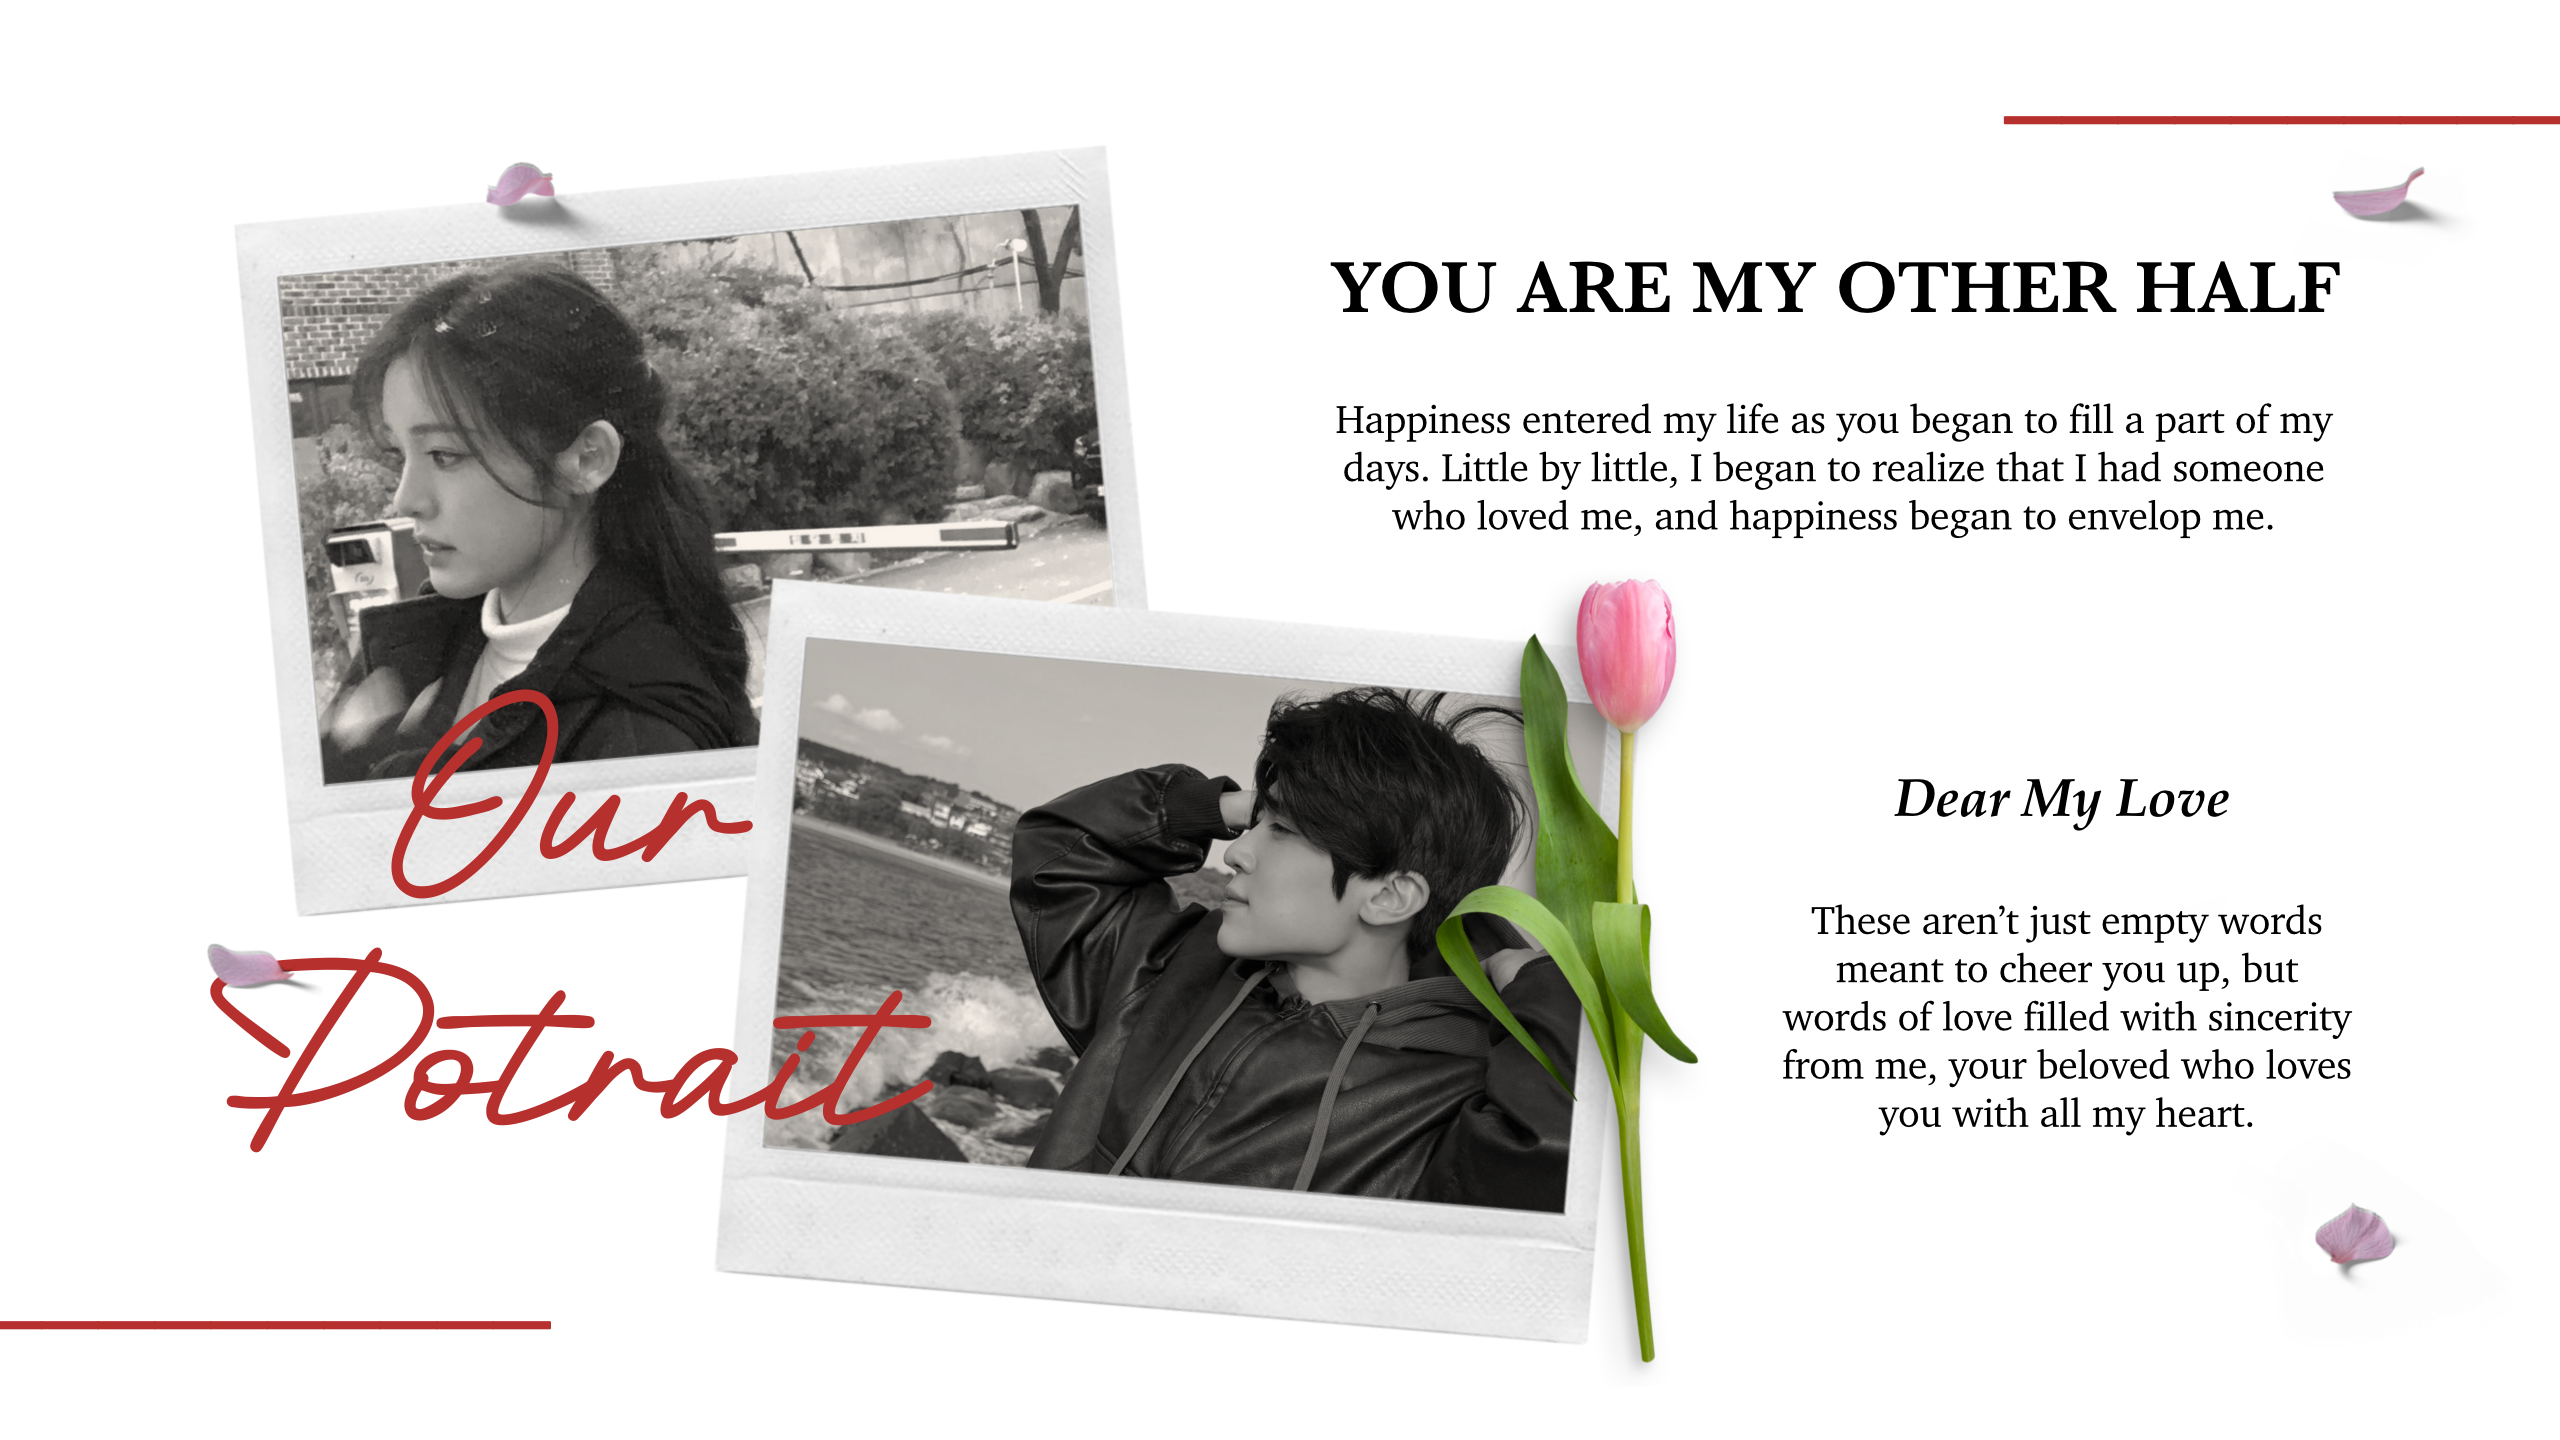 YOU ARE MY OTHER HALF
Happiness entered my life as you began to fill a part of my
days. Little by little, I began to realize that I had someone
who loved me, and happiness began to envelop me.
Our
Potrait
Dear My Love
These aren’t just empty words
meant to cheer you up, but
words of love filled with sincerity
from me, your beloved who loves
you with all my heart.